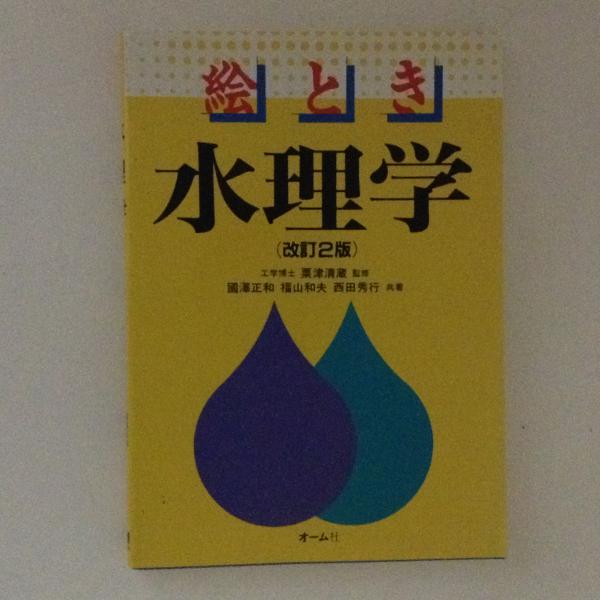 絵とき
水理学
(改訂2版)
工学博士 粟津清蔵 監修
國澤正和 福山和夫 西田秀行 共著
オーム社